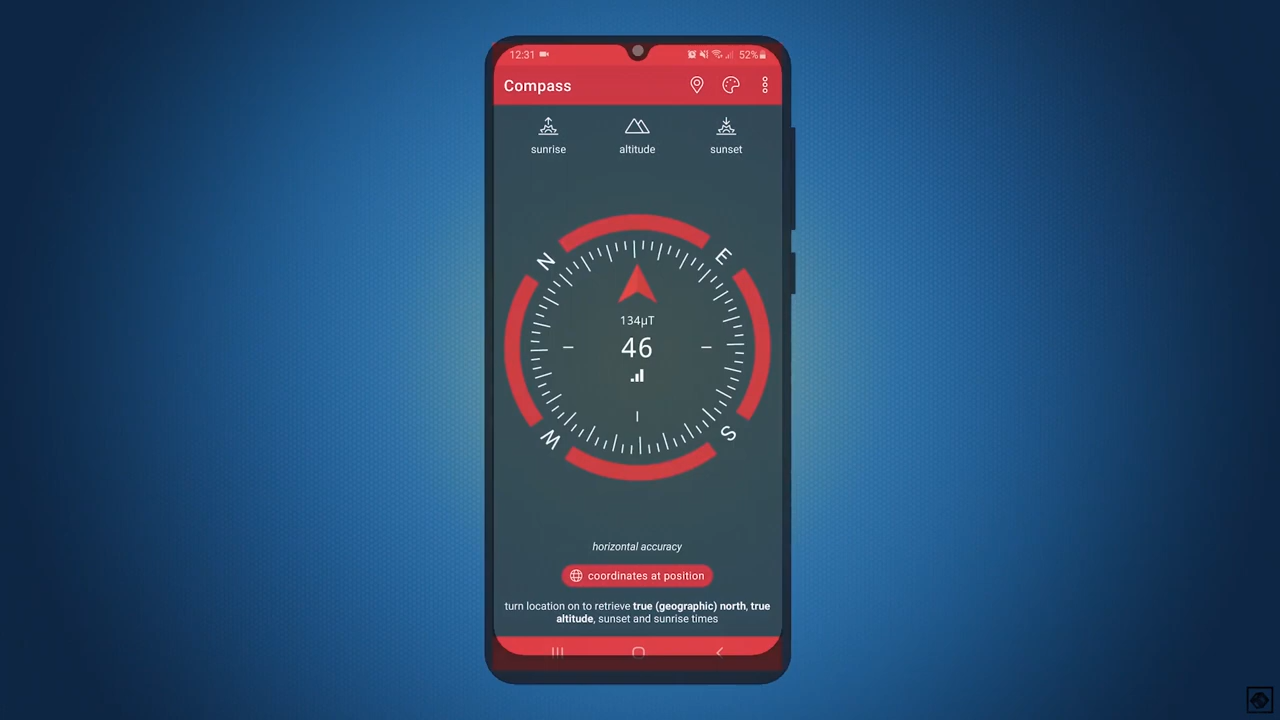 12:31 52%
Compass
sunrise altitude sunset
N E
134µT
46
W S
horizontal accuracy
coordinates at position
turn location on to retrieve true (geographic) north, true
altitude, sunset and sunrise times